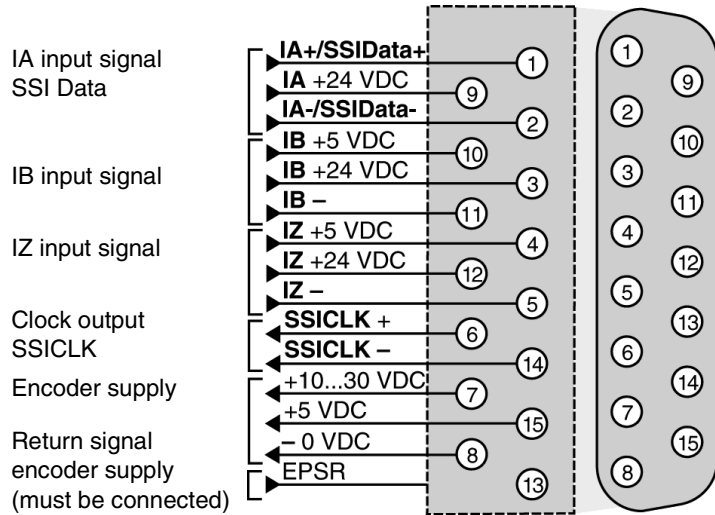 IA input signal
SSI Data
IB input signal
IZ input signal
Clock output
SSICLK
Encoder supply
Return signal
encoder supply
(must be connected)
IA+/SSIData+ 1
IA +24 VDC 9
IA-/SSIData- 2
IB +5 VDC 10
IB +24 VDC 3
IB – 11
IZ +5 VDC 4
IZ +24 VDC 12
IZ – 5
SSICLK + 6
SSICLK – 14
+10...30 VDC 7
+5 VDC 15
– 0 VDC 8
EPSR 13
1
9
2
10
3
11
4
12
5
13
6
14
7
15
8